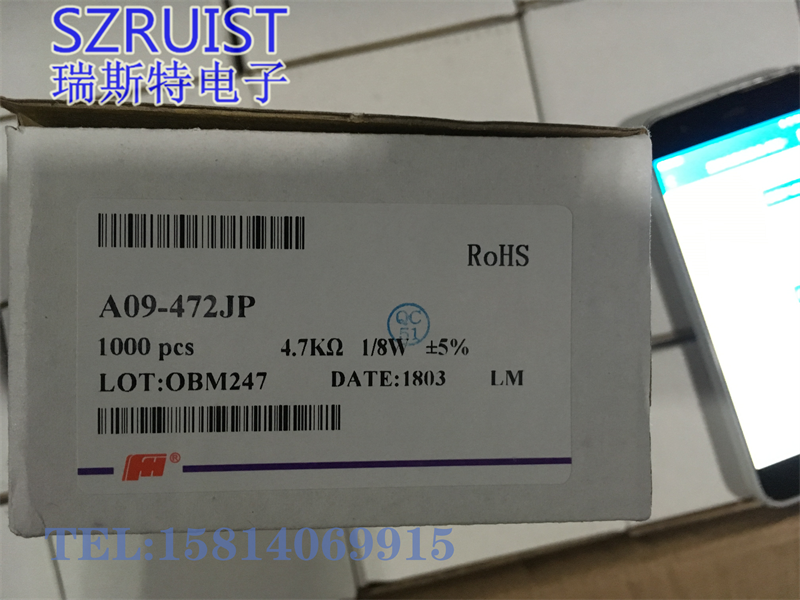 SZRUIST
瑞斯特电子
RoHS
A09-472JP
QC
51
1000 pcs 4.7KΩ 1/8W ±5%
LOT:OBM247 DATE:1803 LM
FH®
TEL:15814069915